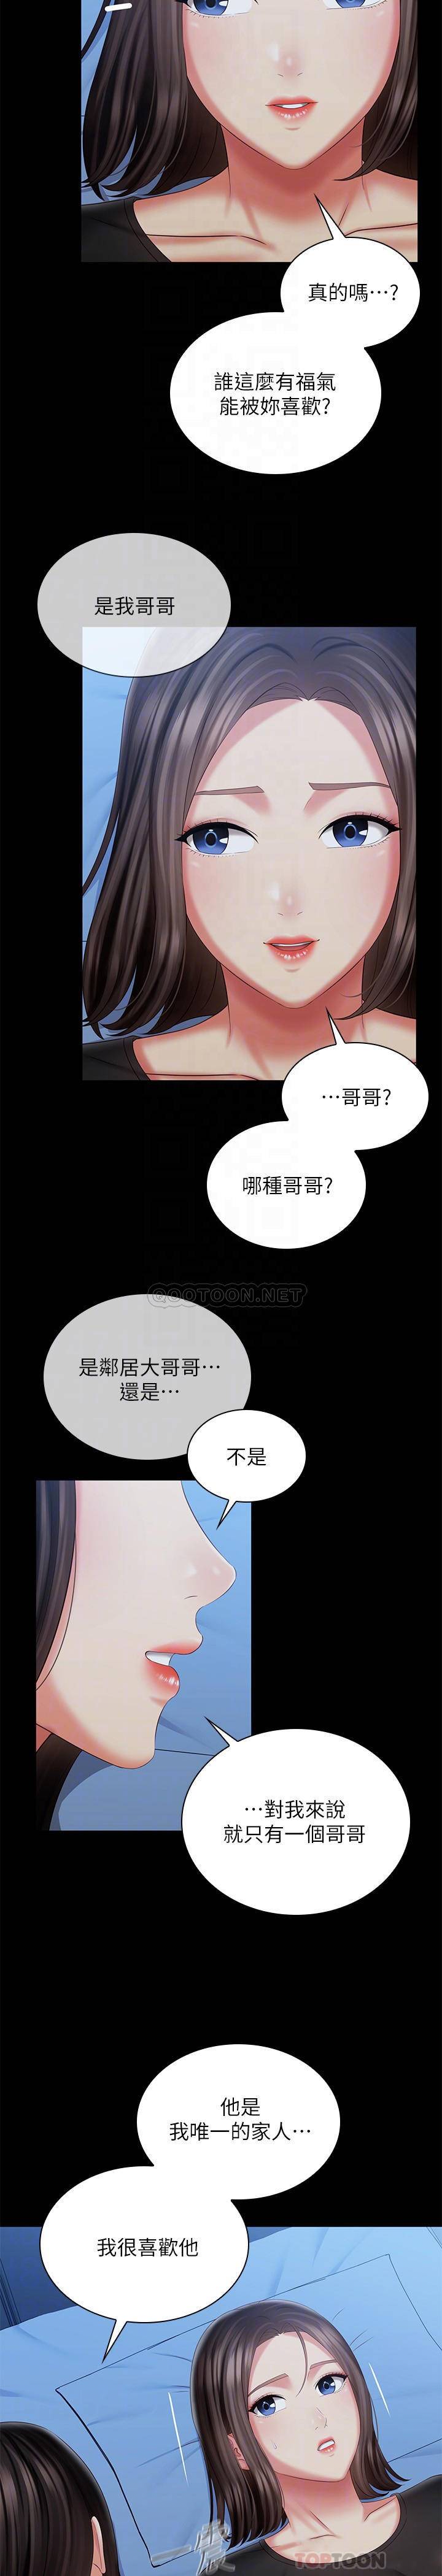 真的嗎…?
誰這麼有福氣
能被妳喜歡?
是我哥哥
…哥哥?
哪種哥哥?
TOPTOON.NET
是鄰居大哥哥…
還是…
不是
…對我來說
就只有一個哥哥
他是
我唯一的家人…
我很喜歡他
TOPTOON